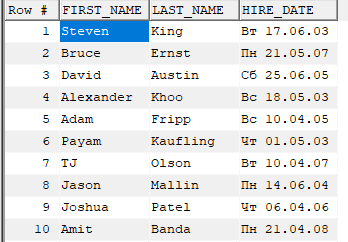 Row # FIRST_NAME LAST_NAME HIRE_DATE
1 Steven King Вт 17.06.03
2 Bruce Ernst Пн 21.05.07
3 David Austin Сб 25.06.05
4 Alexander Khoo Вс 18.05.03
5 Adam Fripp Вс 10.04.05
6 Payam Kaufling Чт 01.05.03
7 TJ Olson Вт 10.04.07
8 Jason Mallin Пн 14.06.04
9 Joshua Patel Чт 06.04.06
10 Amit Banda Пн 21.04.08